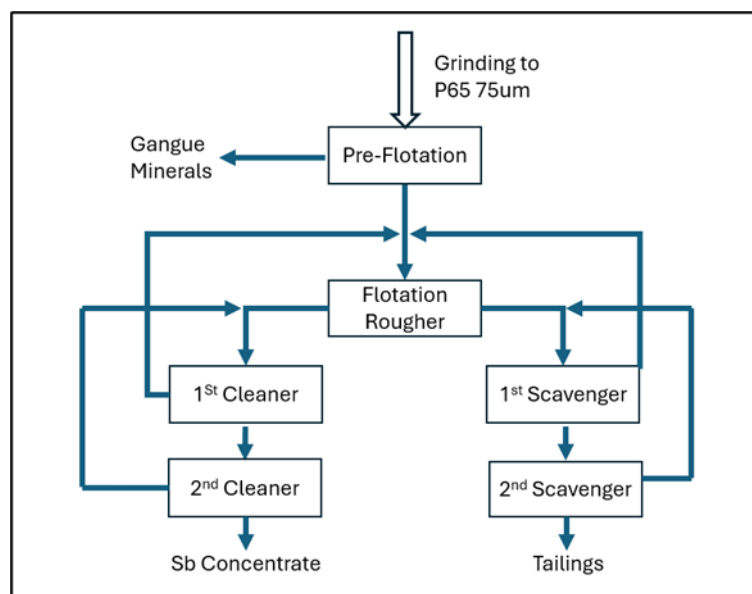 Grinding to
P65 75um
Gangue
Minerals
Pre-Flotation
Flotation
Rougher
1St Cleaner
1st Scavenger
2nd Cleaner
2nd Scavenger
Sb Concentrate
Tailings